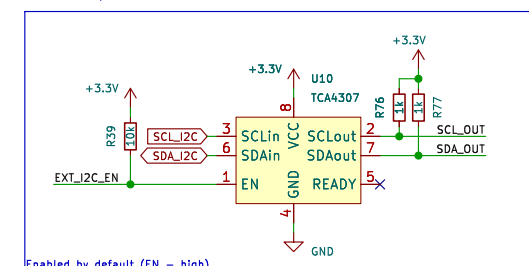 +3.3V
+3.3V
U10
TCA4307
+3.3V
R76
1k
1k
R77
R39
10k
8
VCC
SCL_I2C
3
SCLin
SCLout
2
SCL_OUT
SDA_I2C
6
SDAin
SDAout
7
SDA_OUT
EXT_I2C_EN
1
EN
GND
READY
5
4
GND
Enabled by default (EN – high)